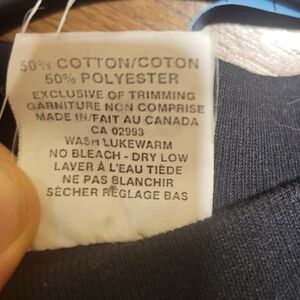 50% COTTON/COTON
50% POLYESTER
EXCLUSIVE OF TRIMMING
GARNITURE NON COMPRISE
MADE IN/FAIT AU CANADA
CA 02993
WASH LUKEWARM
NO BLEACH - DRY LOW
LAVER À L'EAU TIÈDE
NE PAS BLANCHIR
SÈCHER RÉGLAGE BAS